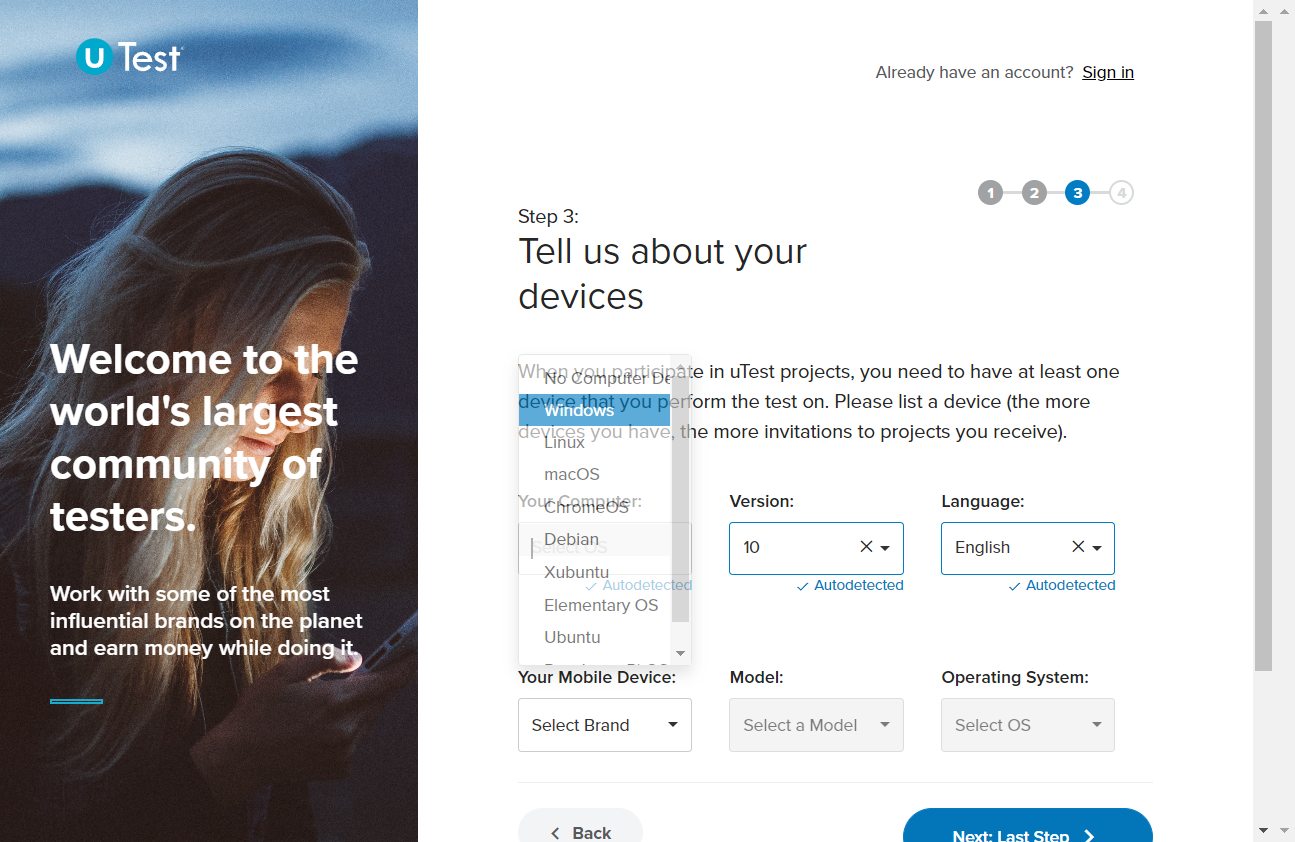 U Test
Already have an account? Sign in
1 2 3 4
Step 3:
Tell us about your
devices
Welcome to the
world's largest
community of
testers.
Work with some of the most
influential brands on the planet
and earn money while doing it.
When you participate in uTest projects, you need to have at least one
device that you perform the test on. Please list a device (the more
devices you have, the more invitations to projects you receive).
No Computer De
Windows
Linux
macOS
ChromeOS
Debian
Xubuntu
Elementary OS
Ubuntu
Your Computer: Version: Language:
Select OS 10 English
Autodetected Autodetected Autodetected
Your Mobile Device: Model: Operating System:
Select Brand Select a Model Select OS
Back Next: Last Step